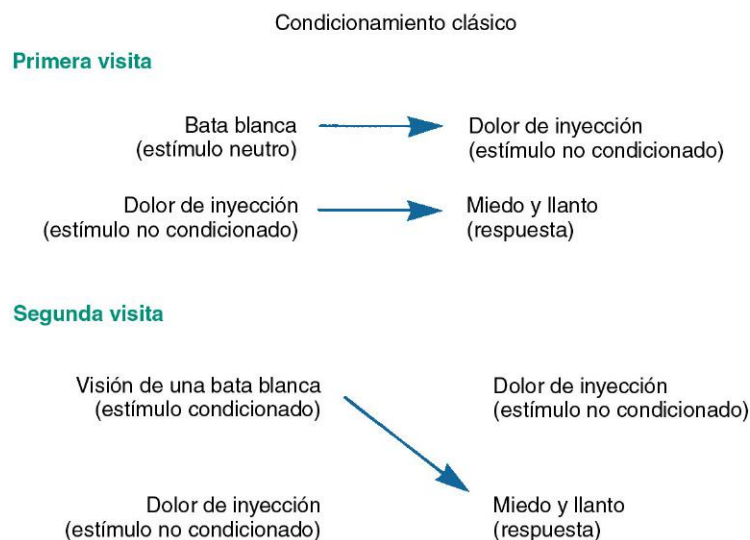 Condicionamiento clásico
Primera visita
Bata blanca
(estímulo neutro)
Dolor de inyección
(estímulo no condicionado)
Dolor de inyección
(estímulo no condicionado)
Miedo y llanto
(respuesta)
Segunda visita
Visión de una bata blanca
(estímulo condicionado)
Dolor de inyección
(estímulo no condicionado)
Dolor de inyección
(estímulo no condicionado)
Miedo y llanto
(respuesta)